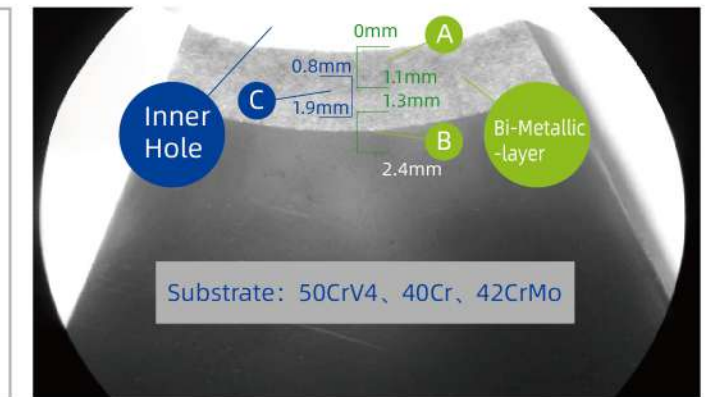 0mm
A
0.8mm
1.1mm
C
1.9mm
1.3mm
Inner
Hole
B
Bi-Metallic
-layer
2.4mm
Substrate：50CrV4、40Cr、42CrMo